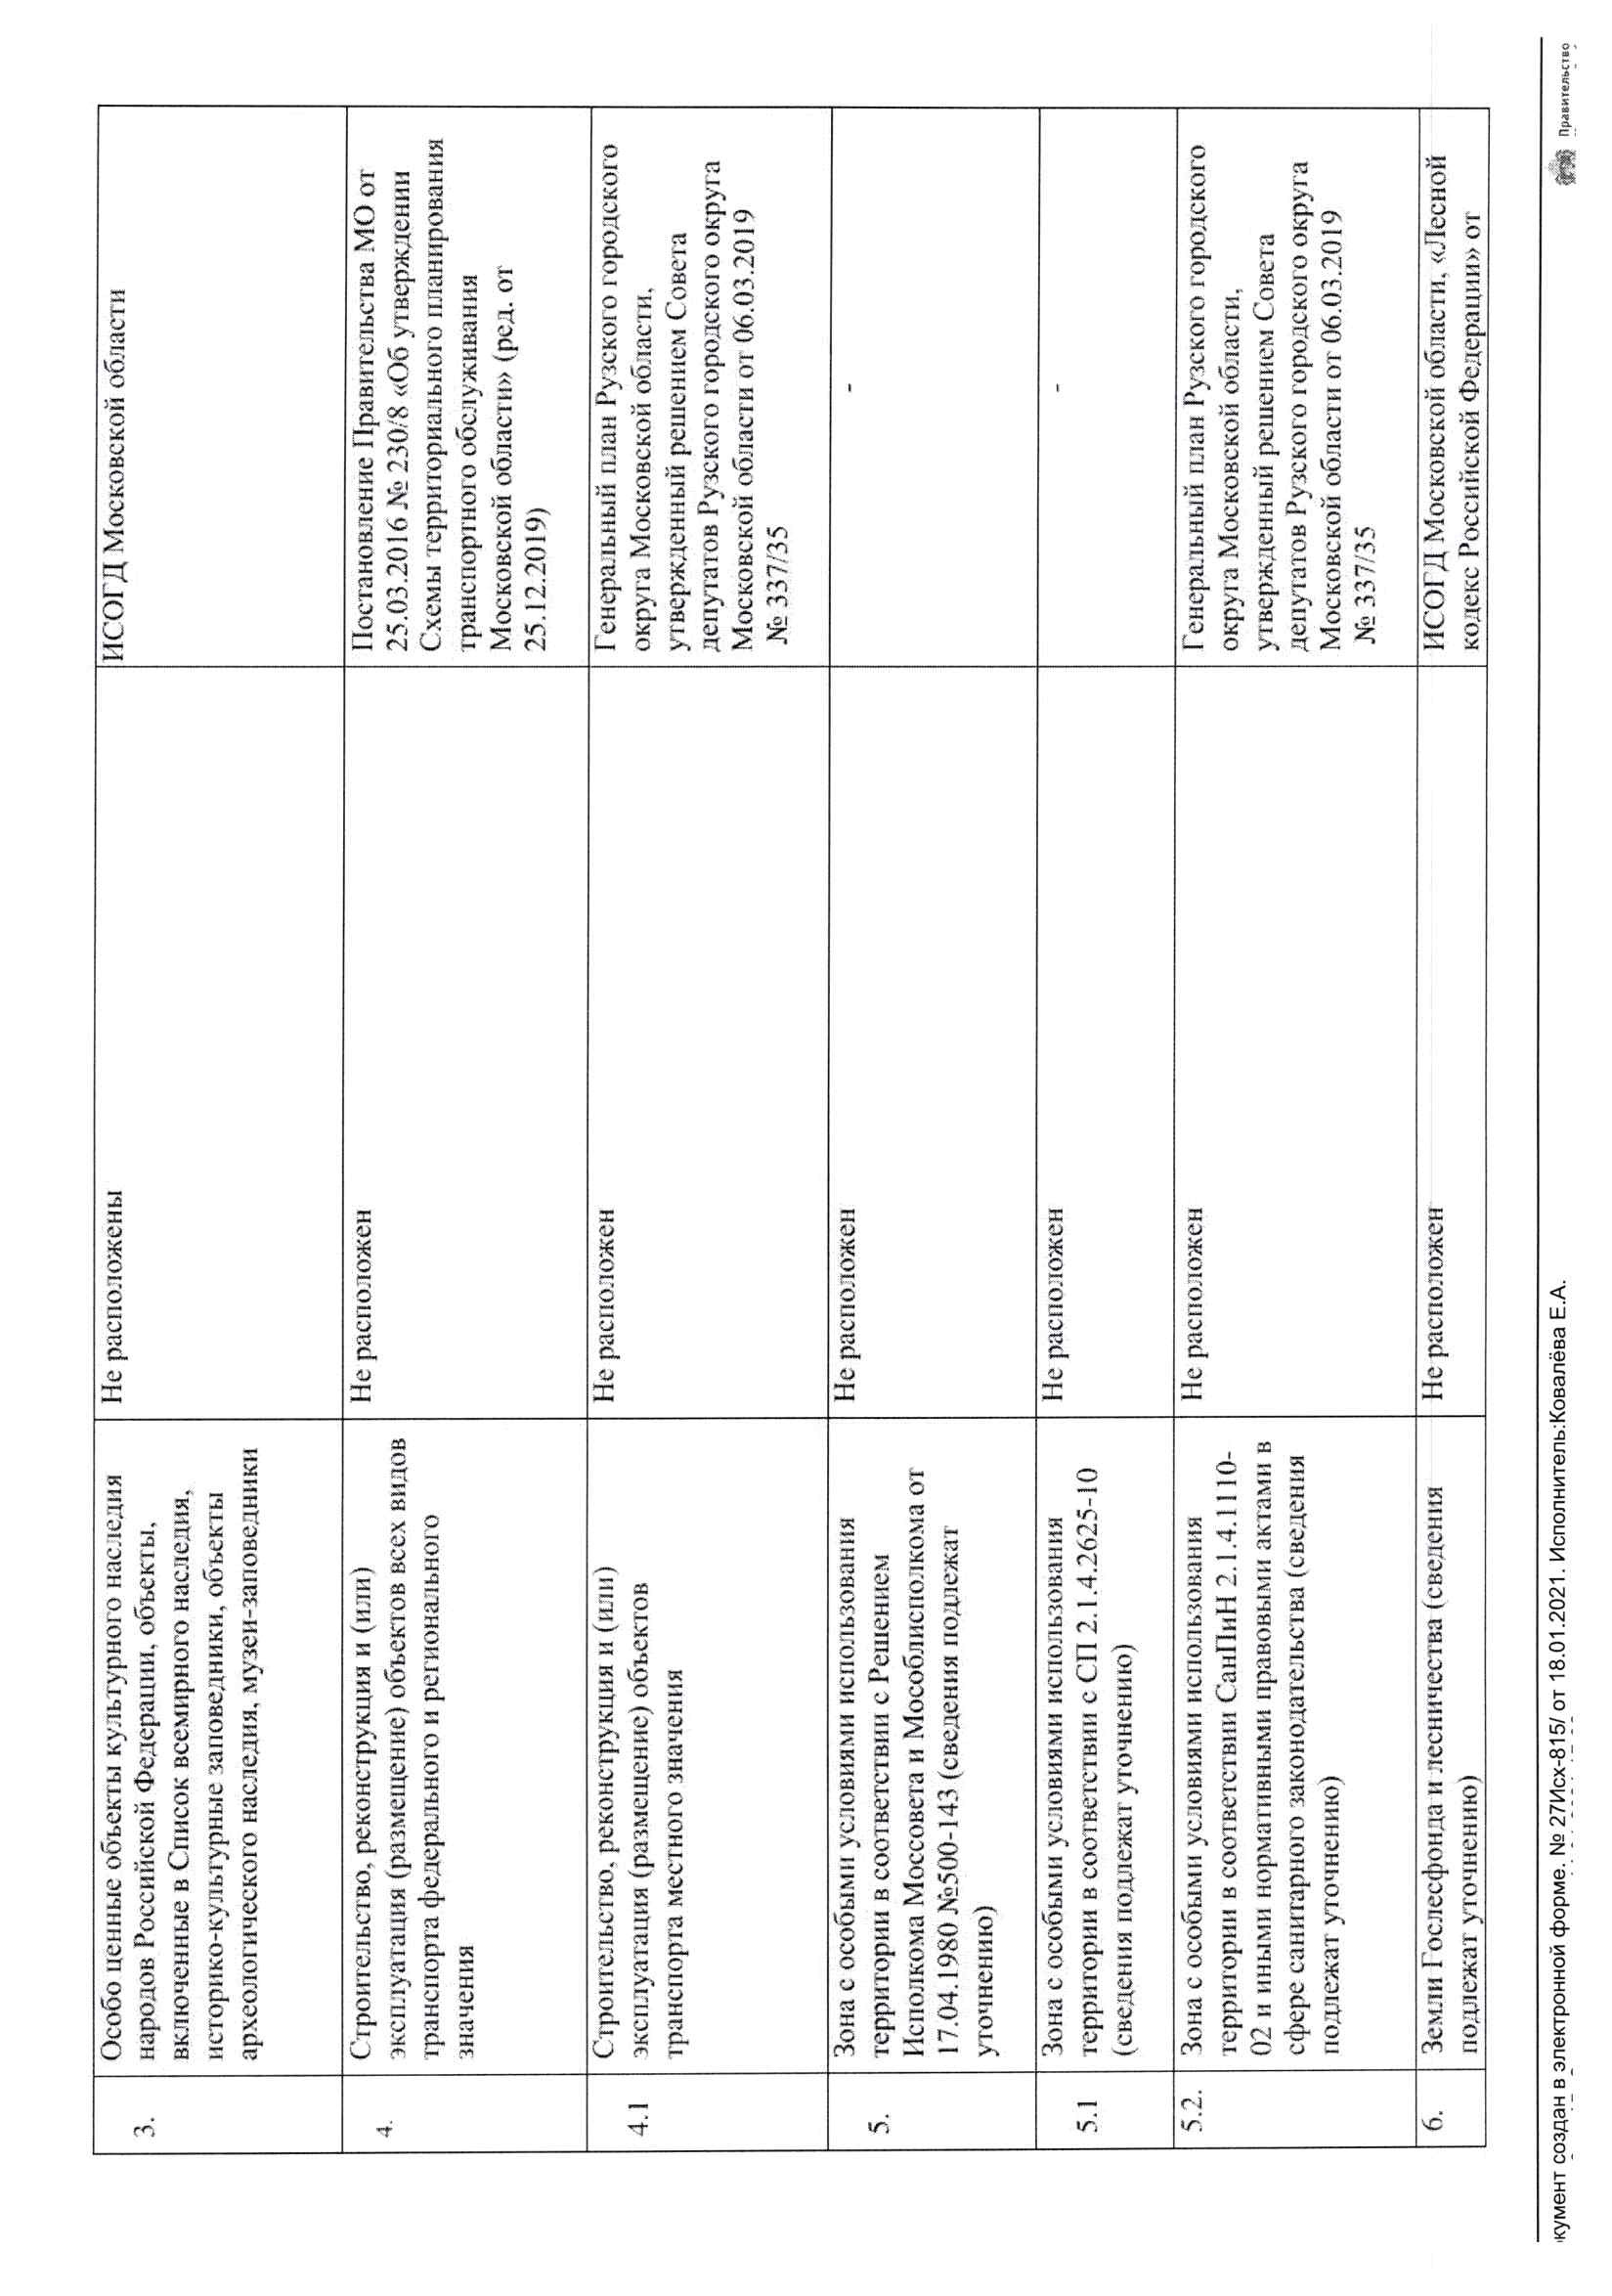 3.
Особо ценные объекты культурного наследия
народов Российской Федерации, объекты,
включенные в Список всемирного наследия,
историко-культурные заповедники, объекты
археологического наследия, музеи-заповедники
Не расположены
ИСОГД Московской области
4.
Строительство, реконструкция и (или)
эксплуатация (размещение) объектов всех видов
транспорта федерального и регионального
значения
Не расположен
Постановление Правительства МО от
25.03.2016 № 230/8 «Об утверждении
Схемы территориального планирования
транспортного обслуживания
Московской области» (ред. от
25.12.2019)
4.1
Строительство, реконструкция и (или)
эксплуатация (размещение) объектов
транспорта местного значения
Не расположен
Генеральный план Рузского городского
округа Московской области,
утвержденный решением Совета
депутатов Рузского городского округа
Московской области от 06.03.2019
№ 337/35
5.
Зона с особыми условиями использования
территории в соответствии с Решением
Исполкома Моссовета и Мособлисполкома от
17.04.1980 №500-143 (сведения подлежат
уточнению)
Не расположен
-
5.1
Зона с особыми условиями использования
территории в соответствии с СП 2.1.4.2625-10
(сведения подлежат уточнению)
Не расположен
-
5.2.
Зона с особыми условиями использования
территории в соответствии СанПиН 2.1.4.1110-
02 и иными нормативными правовыми актами в
сфере санитарного законодательства (сведения
подлежат уточнению)
Не расположен
Генеральный план Рузского городского
округа Московской области,
утвержденный решением Совета
депутатов Рузского городского округа
Московской области от 06.03.2019
№ 337/35
6.
Земли Гослесфонда и лесничества (сведения
подлежат уточнению)
Не расположен
ИСОГД Московской области, «Лесной
кодекс Российской Федерации» от
кумент создан в электронной форме. № 27Исх-815/ от 18.01.2021. Исполнитель:Ковалёва Е.А.
Правительство